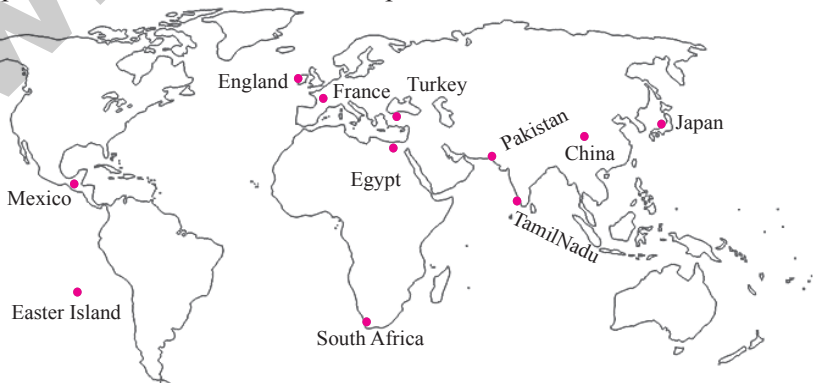 England
France
Turkey
Pakistan
Japan
China
Egypt
Mexico
TamilNadu
Easter Island
South Africa